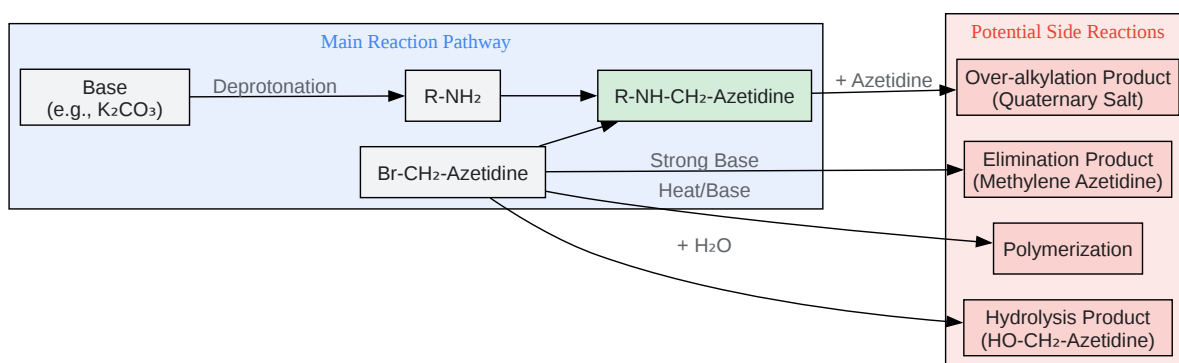 Main Reaction Pathway
Potential Side Reactions
Base
(e.g., K₂CO₃)
Deprotonation
R-NH₂
R-NH-CH₂-Azetidine
+ Azetidine
Over-alkylation Product
(Quaternary Salt)
Br-CH₂-Azetidine
Strong Base
Elimination Product
(Methylene Azetidine)
Heat/Base
Polymerization
+ H₂O
Hydrolysis Product
(HO-CH₂-Azetidine)